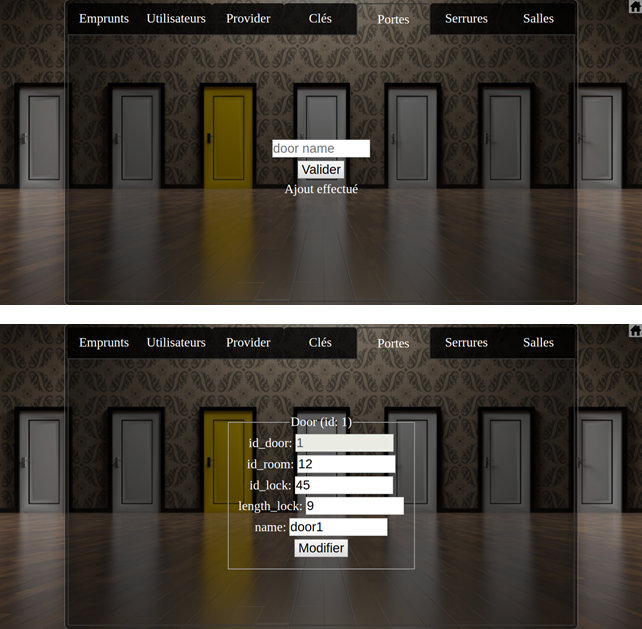 Emprunts Utilisateurs Provider Clés Portes Serrures Salles
door name
Valider
Ajout effectué
Emprunts Utilisateurs Provider Clés Portes Serrures Salles
Door (id: 1)
id_door: 1
id_room: 12
id_lock: 45
length_lock: 9
name: door1
Modifier